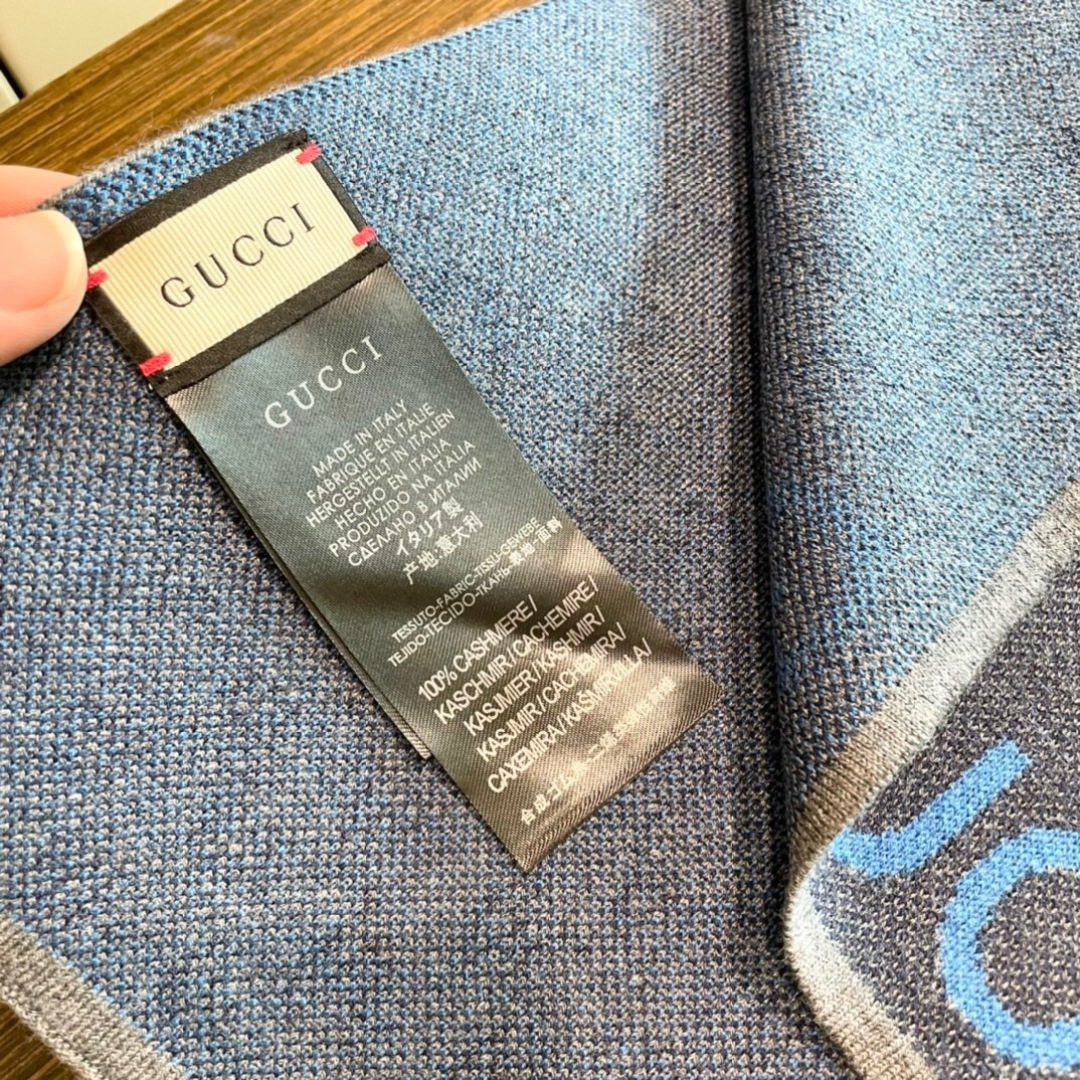 GUCCI
GUCCI
MADE IN ITALY
FABRIQUE EN ITALIE
HERGESTELLT IN ITALIEN
HECHO EN ITALIA
PRODUZIDO NA ITALIA
СДЕЛАНО В ИТАЛИИ
イタリア製
产地:意大利
TESSUTO-FABRIC-TISSU-GEWEBE
TEJIDO-TECIDO-ТКАНЬ
100% CASHMERE/
KASCHMIR/CACHEMIRE/
KASJMIER/KASHMIR/
KASJMIR/CACHEMIRA/
CAXEMIRA/KASMIRVILLA/